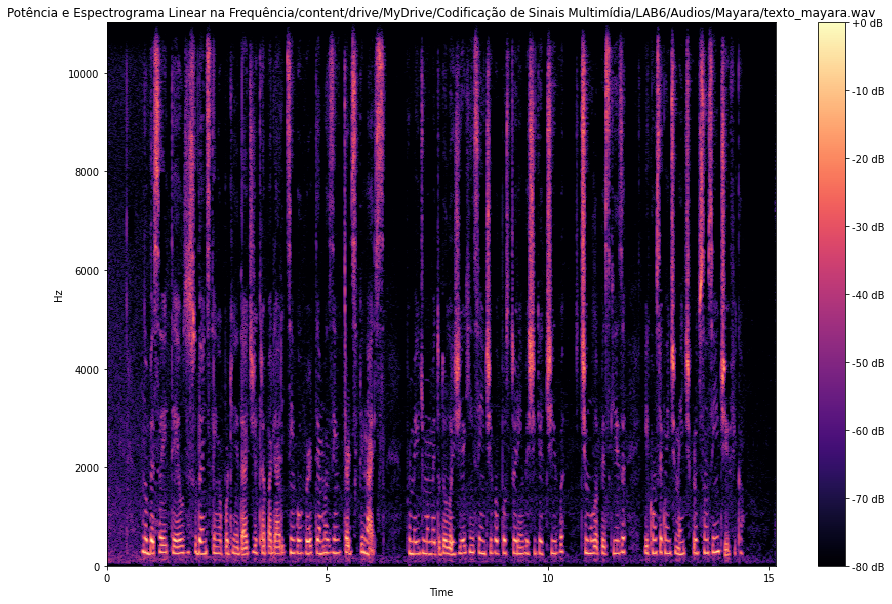 Potência e Espectrograma Linear na Frequência/content/drive/MyDrive/Codificação de Sinais Multimídia/LAB6/Audios/Mayara/texto_mayara.wav
+0 dB
10000
-10 dB
8000
-20 dB
-30 dB
6000
Hz
-40 dB
4000
-50 dB
-60 dB
2000
-70 dB
0
-80 dB
0
5
10
15
Time